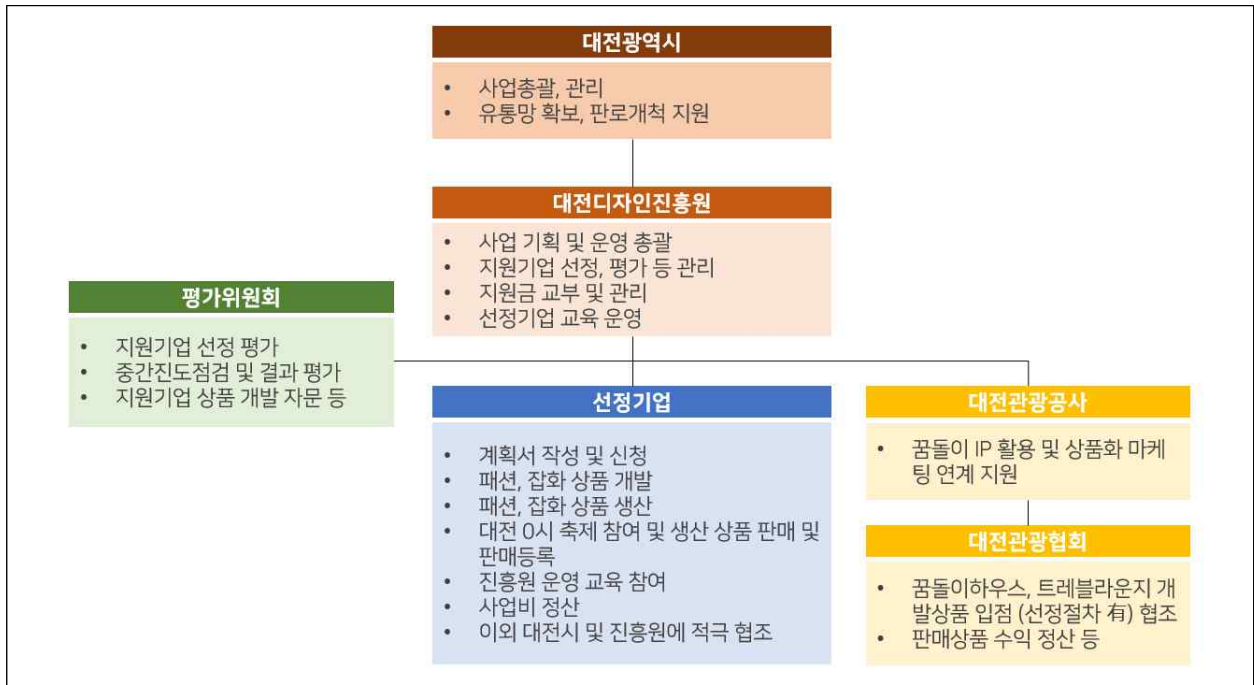 대전광역시
• 사업총괄, 관리
• 유통망 확보, 판로개척 지원
대전디자인진흥원
• 사업 기획 및 운영 총괄
• 지원기업 선정, 평가 등 관리
• 지원금 교부 및 관리
• 선정기업 교육 운영
평가위원회
• 지원기업 선정 평가
• 중간진도점검 및 결과 평가
• 지원기업 상품 개발 자문 등
선정기업
• 계획서 작성 및 신청
• 패션, 잡화 상품 개발
• 패션, 잡화 상품 생산
• 대전 0시 축제 참여 및 생산 상품 판매 및
판매등록
• 진흥원 운영 교육 참여
• 사업비 정산
• 이외 대전시 및 진흥원에 적극 협조
대전관광공사
• 꿈돌이 IP 활용 및 상품화 마케
팅 연계 지원
대전관광협회
• 꿈돌이하우스, 트레블라운지 개
발상품 입점 (선정절차 有) 협조
• 판매상품 수익 정산 등